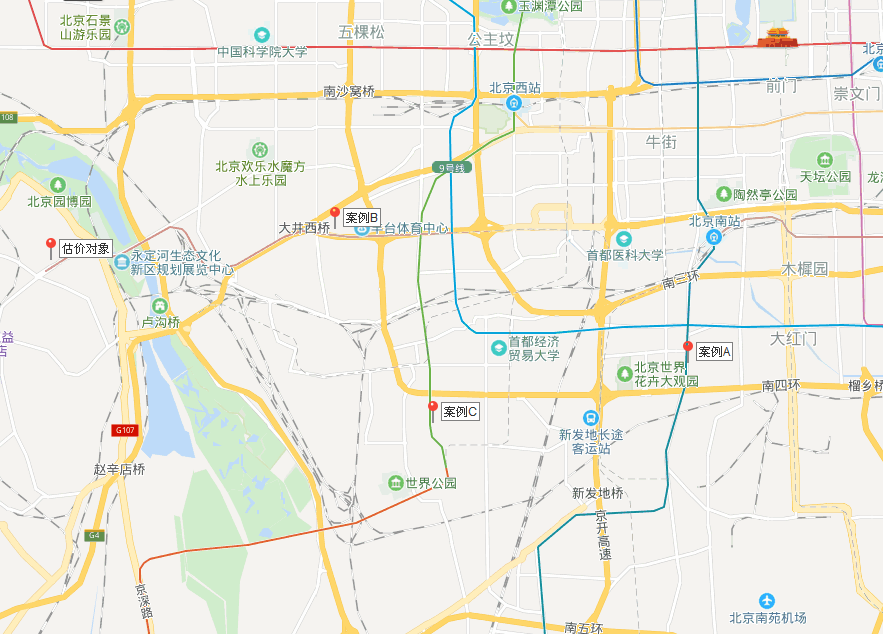 玉渊潭公园
北京石景
山游乐园
五棵松
公主坟
中国科学院大学
北京
南沙窝桥
北京西站
前门
崇文门
108
牛街
9号线
北京欢乐水魔方
水上乐园
天坛公园
龙
北京园博园
陶然亭公园
案例B
大井西桥
丰台体育中心
北京南站
估价对象
永定河生态文化
新区规划展览中心
首都医科大学
木樨园
南三环
益
店
卢沟桥
首都经济
贸易大学
大红门
案例A
北京世界
花卉大观园
南四环
榴乡桥
案例C
G107
新发地长途
客运站
赵辛店桥
世界公园
新发地桥
G4
京开高速
京深路
北京南苑机场
南五环